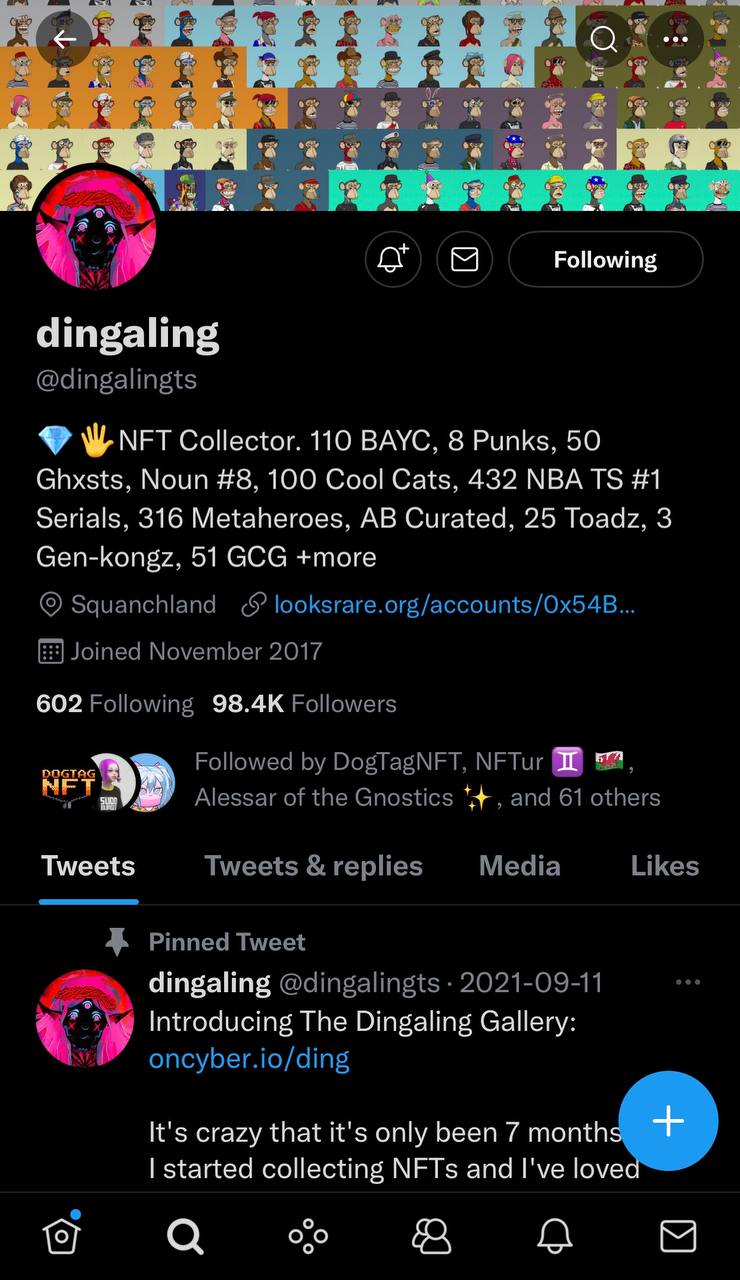 Following
dingaling
@dingalingts
💎🖐NFT Collector. 110 BAYC, 8 Punks, 50
Ghxsts, Noun #8, 100 Cool Cats, 432 NBA TS #1
Serials, 316 Metaheroes, AB Curated, 25 Toadz, 3
Gen-kongz, 51 GCG +more
Squanchland looksrare.org/accounts/0x54B...
Joined November 2017
602 Following 98.4K Followers
DOGTAG
NFT
Followed by DogTagNFT, NFTur ♊ 🏴󠁧󠁢󠁷󠁬󠁳󠁿,
Alessar of the Gnostics ✨, and 61 others
Tweets Tweets & replies Media Likes
Pinned Tweet
dingaling @dingalingts · 2021-09-11
Introducing The Dingaling Gallery:
oncyber.io/ding
It's crazy that it's only been 7 months
I started collecting NFTs and I've loved